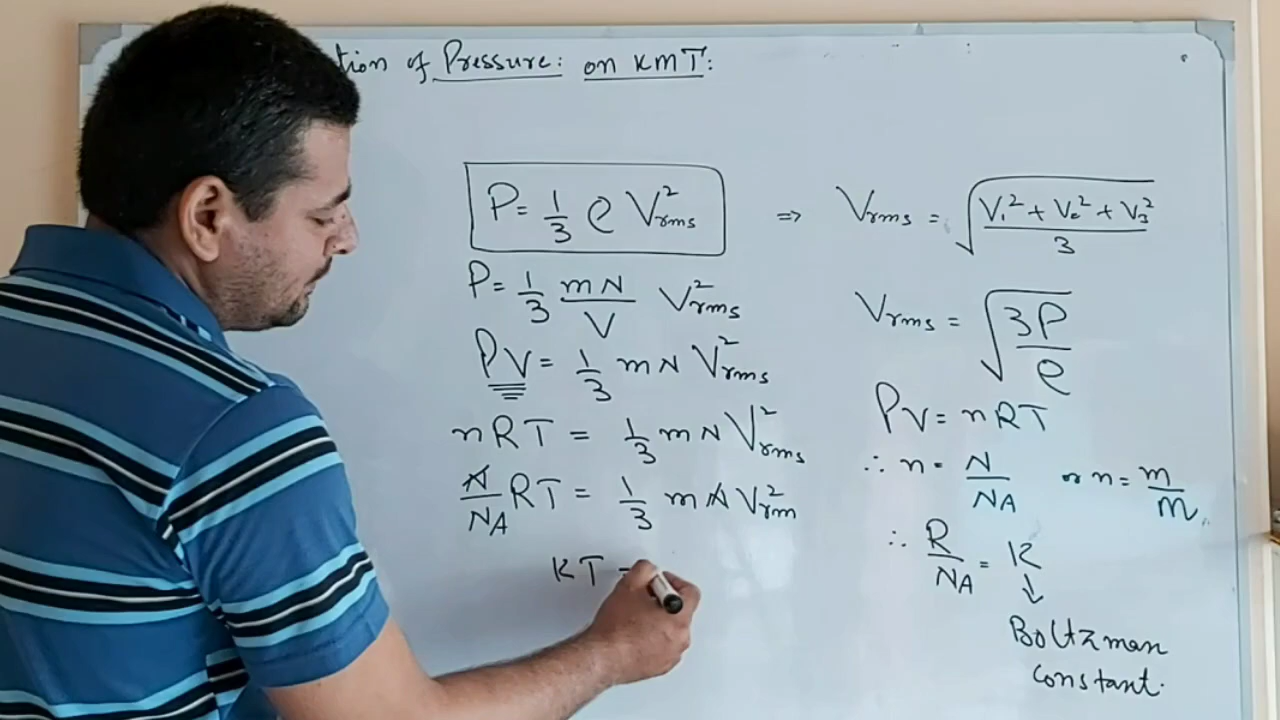 tion of Pressure: on KMT:
P = 1/3 ρ V²rms ⇒ Vrms = √((V₁² + V₂² + V₃²)/3)
P = 1/3 mN/V V²rms
Vrms = √(3P/ρ)
PV = 1/3 mN V²rms
PV = nRT
nRT = 1/3 mN V²rms
∴ n = N/NA or n = m/M
N/NA RT = 1/3 mN V²rm
∴ R/NA = K
KT =
↓
Boltzman
constant.